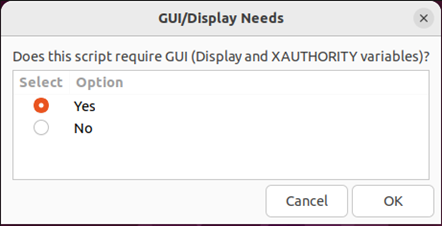 GUI/Display Needs
Does this script require GUI (Display and XAUTHORITY variables)?
Select Option
Yes
No
Cancel OK